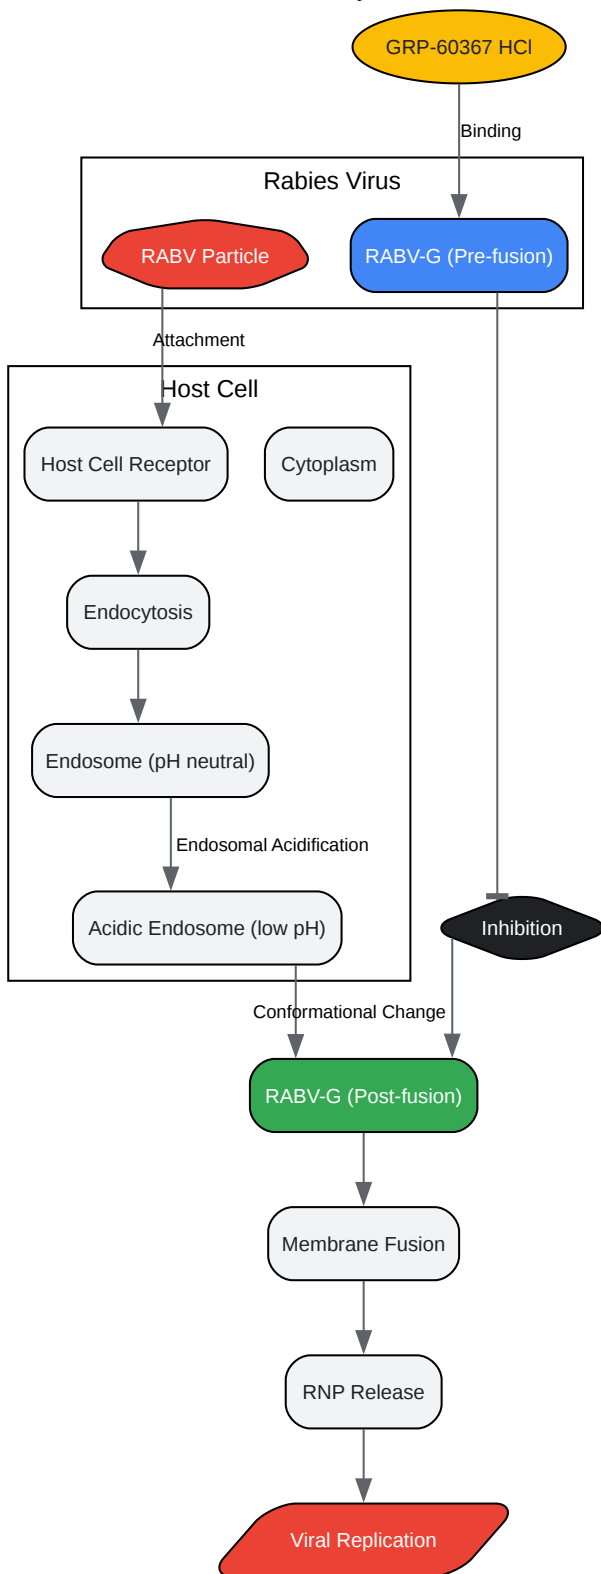 GRP-60367 HCl
Binding
Rabies Virus
RABV Particle
RABV-G (Pre-fusion)
Attachment
Host Cell
Host Cell Receptor
Cytoplasm
Endocytosis
Endosome (pH neutral)
Endosomal Acidification
Acidic Endosome (low pH)
Inhibition
Conformational Change
RABV-G (Post-fusion)
Membrane Fusion
RNP Release
Viral Replication